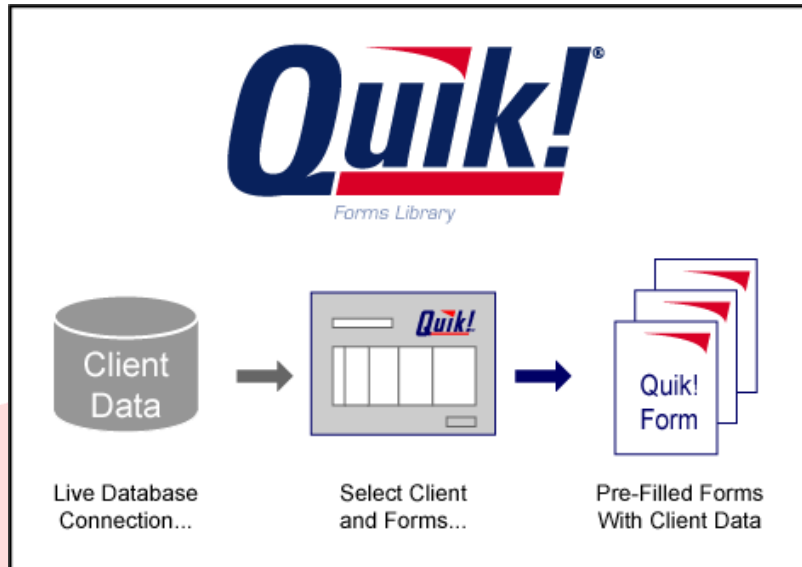 Quik!®
Forms Library
Client
Data
Quik!
Quik!
Form
Live Database
Connection...
Select Client
and Forms...
Pre-Filled Forms
With Client Data